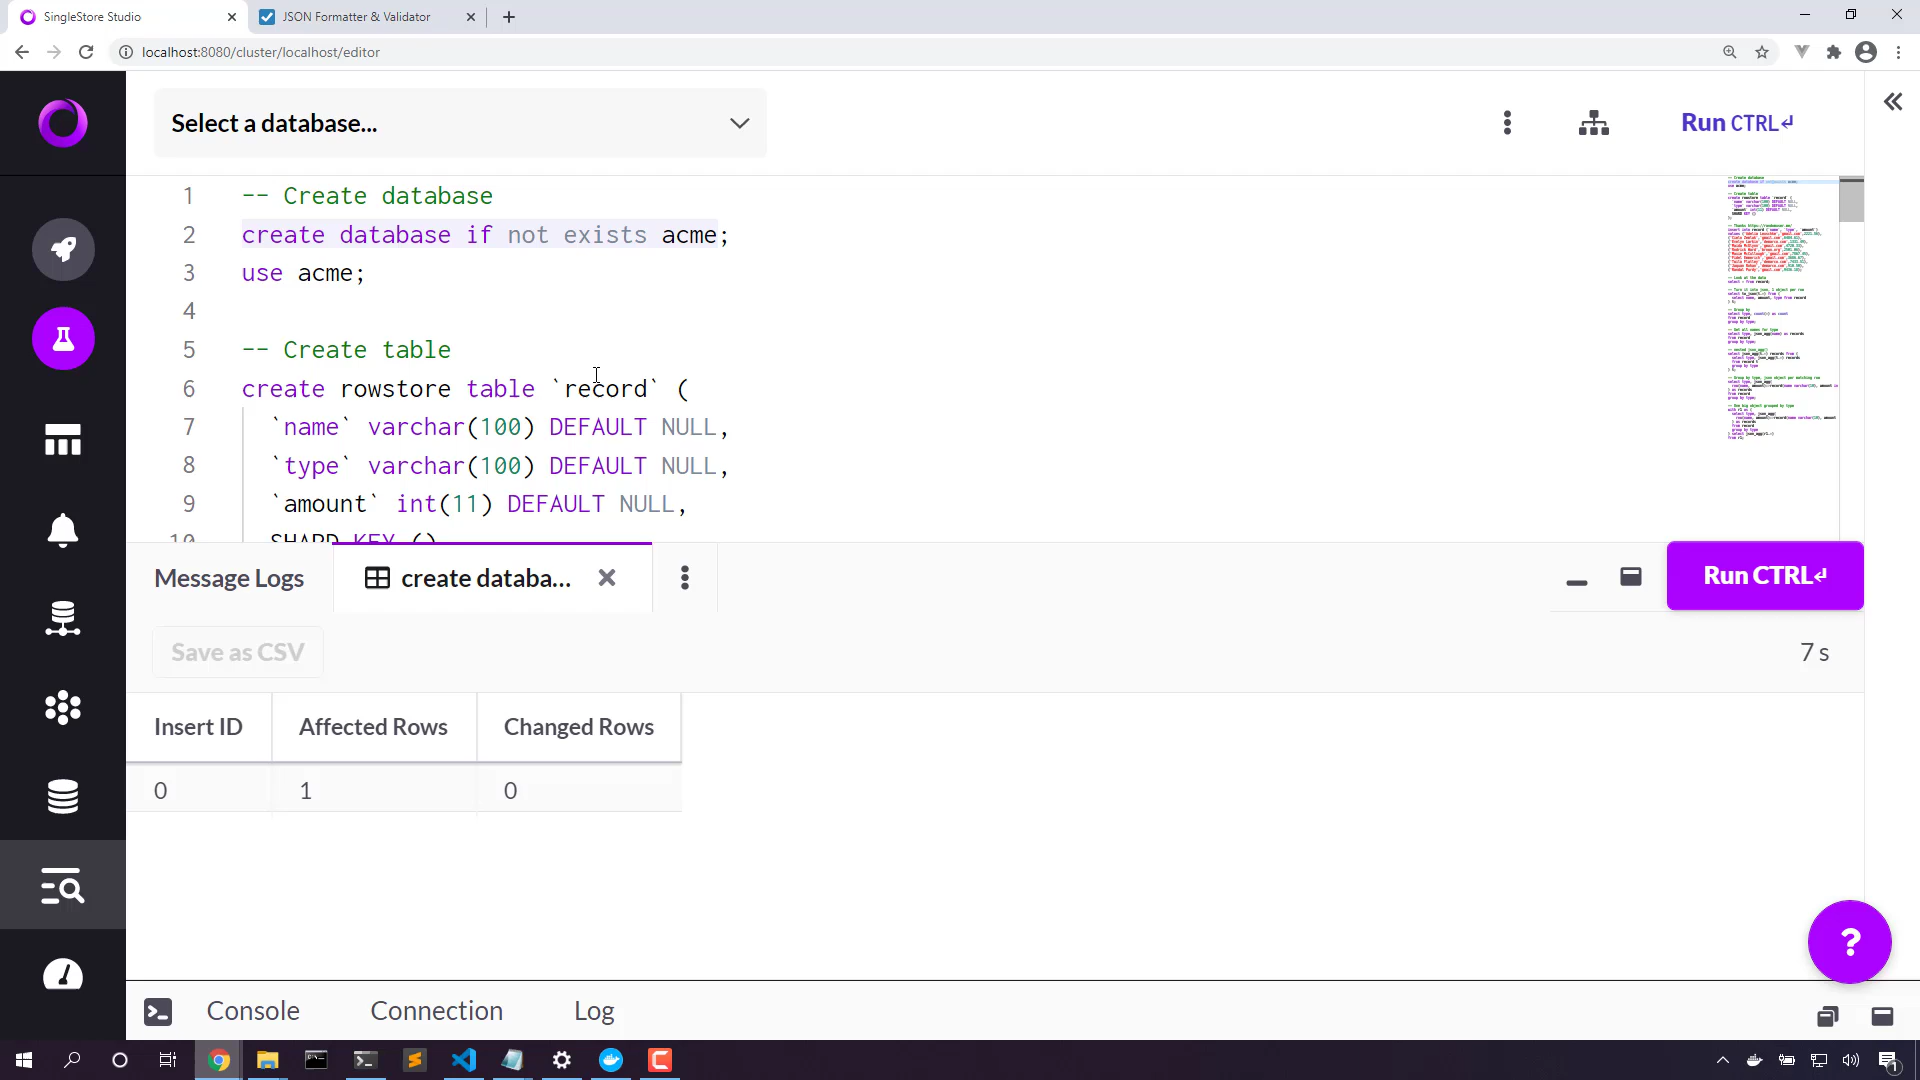 SingleStore Studio
JSON Formatter & Validator
localhost:8080/cluster/localhost/editor
Select a database...
Run CTRL↵
1 -- Create database
2 create database if not exists acme;
3 use acme;
4
5 -- Create table
6 create rowstore table `record` (
7 `name` varchar(100) DEFAULT NULL,
8 `type` varchar(100) DEFAULT NULL,
9 `amount` int(11) DEFAULT NULL,
10 SHARD KEY ()
Message Logs
create databa...
Run CTRL↵
Save as CSV
7 s
Insert ID Affected Rows Changed Rows
0 1 0
?
Console Connection Log
1